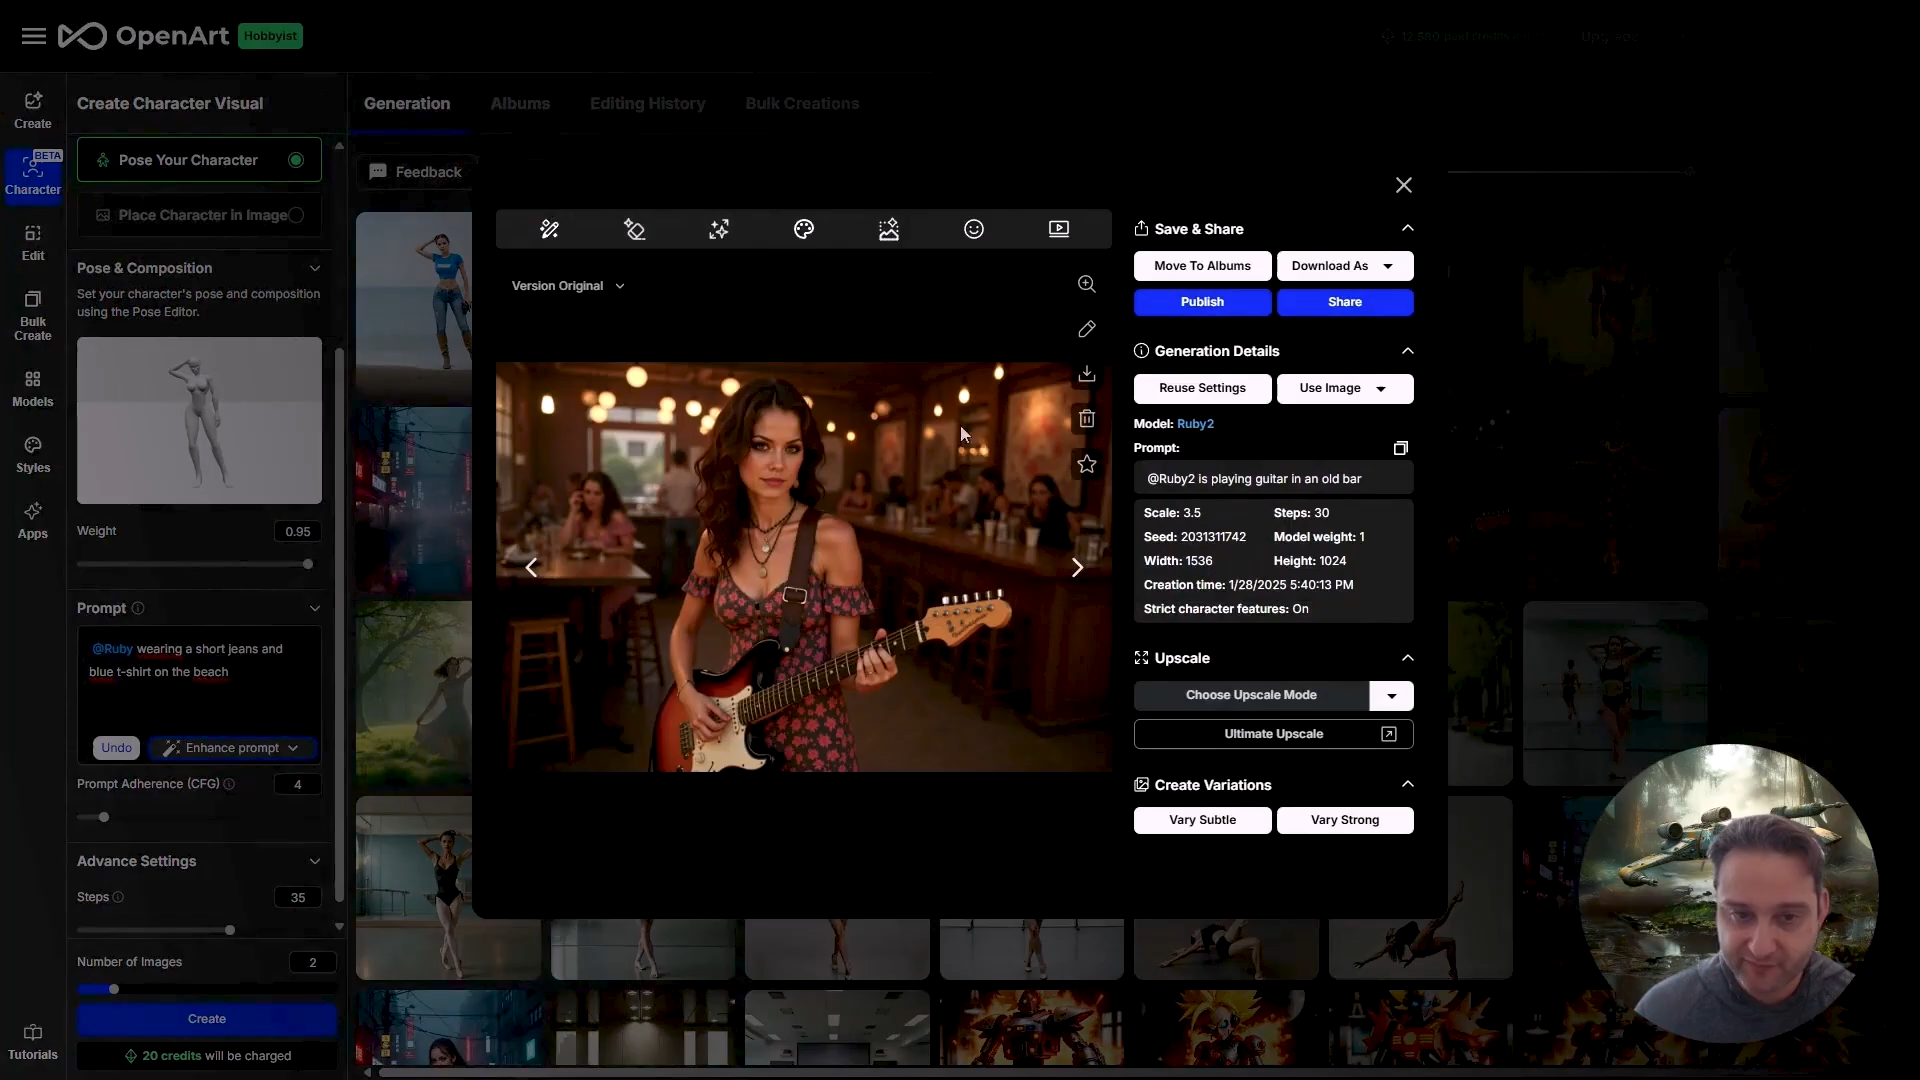 OpenArt Hobbyist
Create
BETA
Character
Edit
Bulk
Create
Models
Styles
Apps
Tutorials
Create Character Visual
Pose Your Character
Place Character in Image
Pose & Composition
Set your character's pose and composition
using the Pose Editor.
Weight 0.95
Prompt
@Ruby wearing a short jeans and
blue t-shirt on the beach
Undo Enhance prompt
Prompt Adherence (CFG) 4
Advance Settings
Steps 35
Number of Images 2
Create
20 credits will be charged
Generation Albums Editing History Bulk Creations
Feedback
Version Original
Save & Share
Move To Albums Download As
Publish Share
Generation Details
Reuse Settings Use Image
Model: Ruby2
Prompt:
@Ruby2 is playing guitar in an old bar
Scale: 3.5 Steps: 30
Seed: 2031311742 Model weight: 1
Width: 1536 Height: 1024
Creation time: 1/28/2025 5:40:13 PM
Strict character features: On
Upscale
Choose Upscale Mode
Ultimate Upscale
Create Variations
Vary Subtle Vary Strong